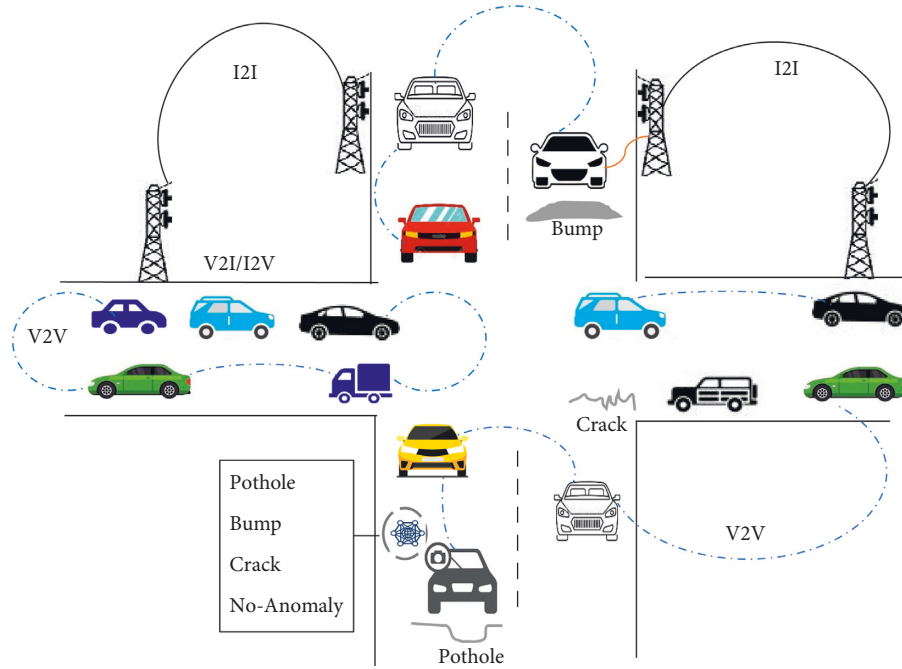 I2I
I2I
Bump
V2I/I2V
V2V
Crack
Pothole
Bump
Crack
No-Anomaly
V2V
Pothole